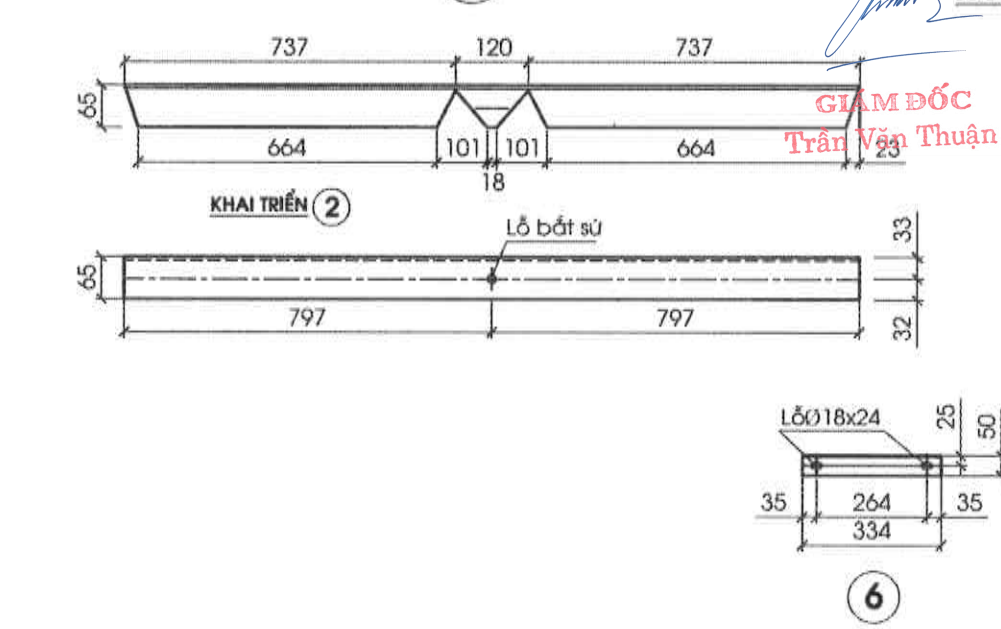 737 120 737
GIÁM ĐỐC
65
Trần Văn Thuận
664 101 101 664 23
18
KHAI TRIỂN 2
Lỗ bắt sứ
33
65
797 797
32
LỗØ18x24
25
50
35 264 35
334
6